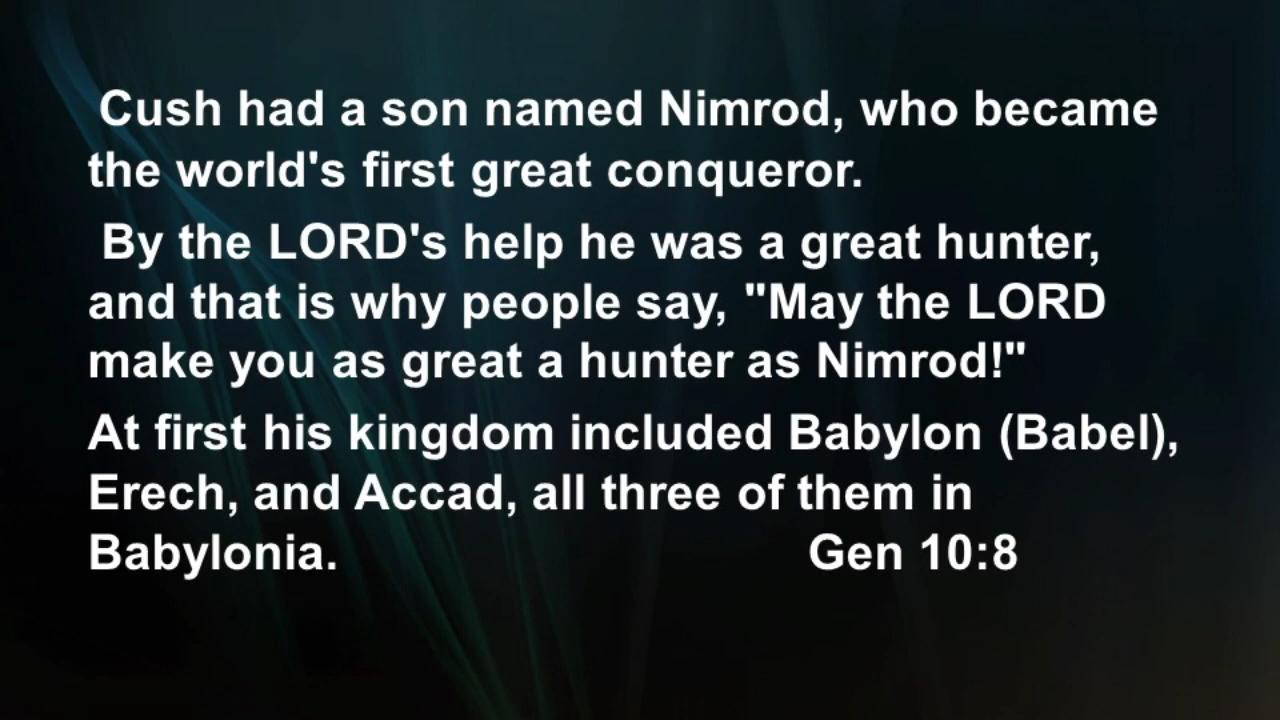 Cush had a son named Nimrod, who became
the world's first great conqueror.
By the LORD's help he was a great hunter,
and that is why people say, "May the LORD
make you as great a hunter as Nimrod!"
At first his kingdom included Babylon (Babel),
Erech, and Accad, all three of them in
Babylonia. Gen 10:8